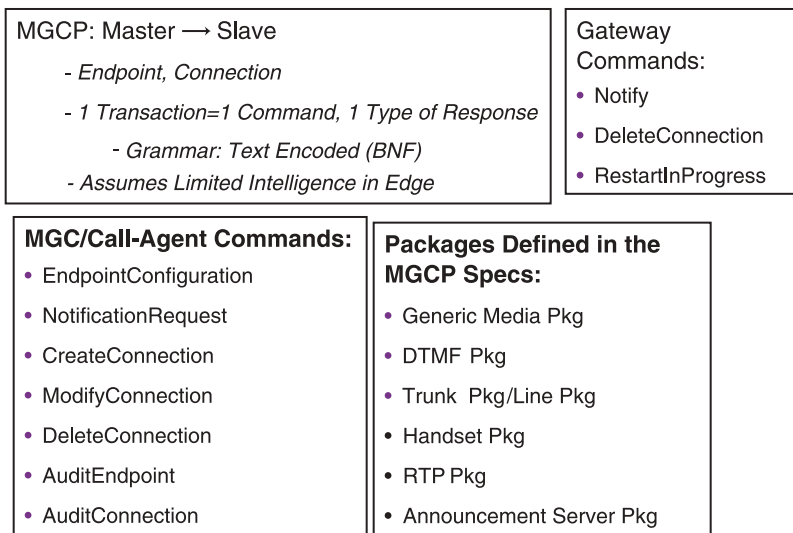 MGCP: Master → Slave
- Endpoint, Connection
- 1 Transaction=1 Command, 1 Type of Response
- Grammar: Text Encoded (BNF)
- Assumes Limited Intelligence in Edge
Gateway
Commands:
• Notify
• DeleteConnection
• RestartInProgress
MGC/Call-Agent Commands:
• EndpointConfiguration
• NotificationRequest
• CreateConnection
• ModifyConnection
• DeleteConnection
• AuditEndpoint
• AuditConnection
Packages Defined in the
MGCP Specs:
• Generic Media Pkg
• DTMF Pkg
• Trunk Pkg/Line Pkg
• Handset Pkg
• RTP Pkg
• Announcement Server Pkg